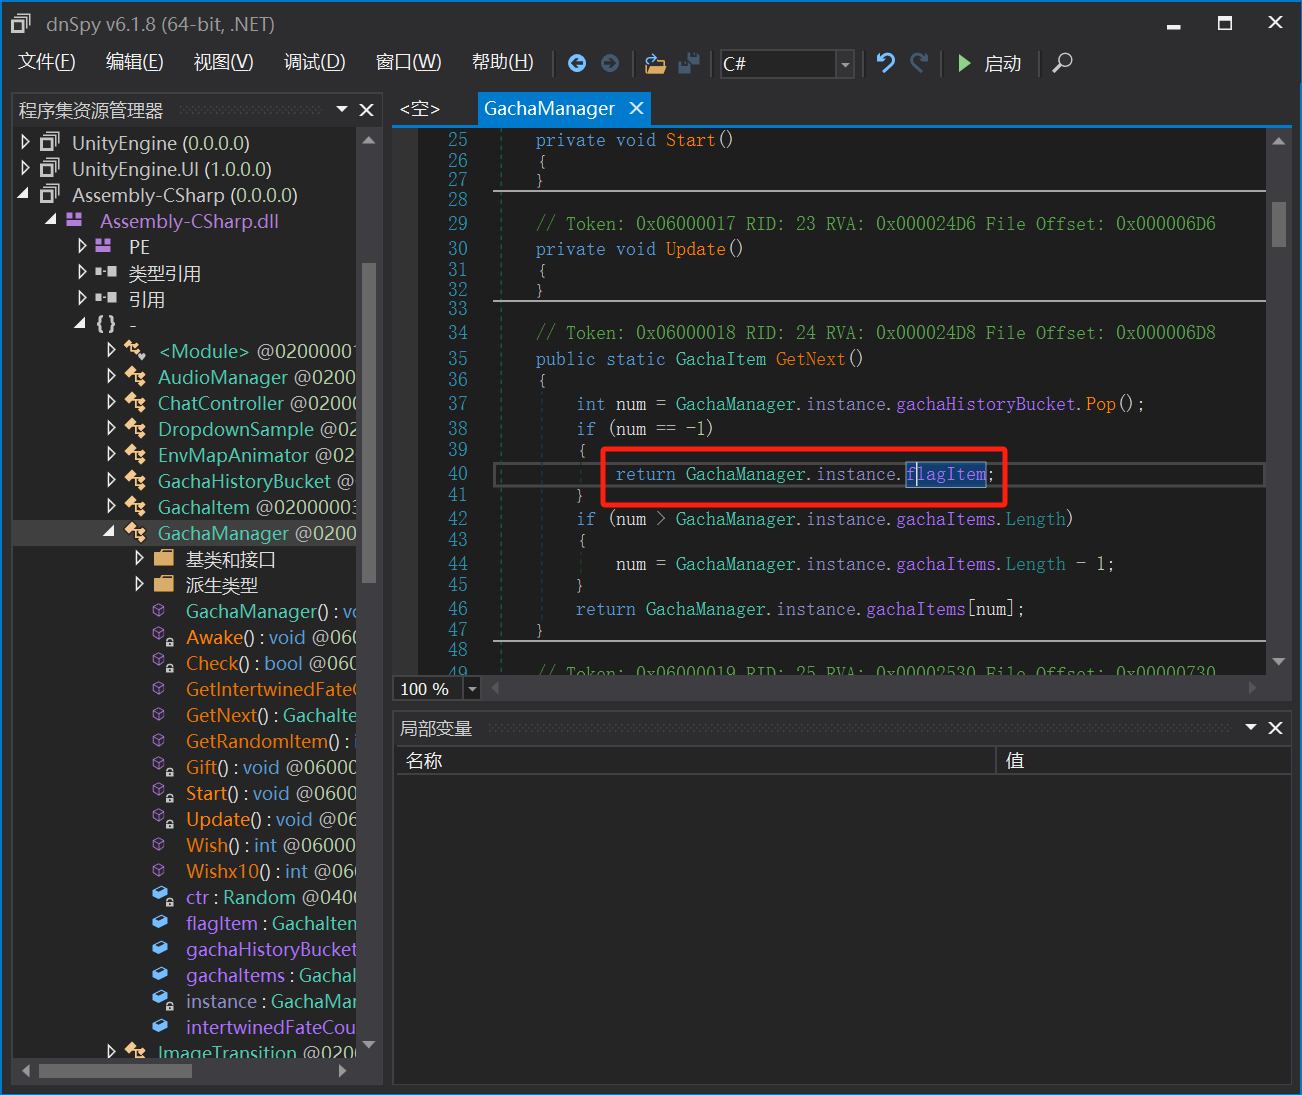 dnSpy v6.1.8 (64-bit, .NET)
文件(F) 编辑(E) 视图(V) 调试(D) 窗口(W) 帮助(H) C# 启动
程序集资源管理器
UnityEngine (0.0.0.0)
UnityEngine.UI (1.0.0.0)
Assembly-CSharp (0.0.0.0)
Assembly-CSharp.dll
PE
类型引用
引用
{ } -
<Module> @0200000
AudioManager @0200
ChatController @0200
DropdownSample @02
EnvMapAnimator @02
GachaHistoryBucket @
GachaItem @0200000
GachaManager @0200
基类和接口
派生类型
GachaManager() : vo
Awake() : void @060
Check() : bool @060
GetIntertwinedFate
GetNext() : GachaIte
GetRandomItem() : i
Gift() : void @06000
Start() : void @0600
Update() : void @06
Wish() : int @06000
Wishx10() : int @06
ctr : Random @040
flagItem : GachaIten
gachaHistoryBucket
gachaItems : Gachal
instance : GachaMar
intertwinedFateCou
ImageTransition @020
<空> GachaManager
25 private void Start()
26 {
27 }
28
29 // Token: 0x06000017 RID: 23 RVA: 0x000024D6 File Offset: 0x000006D6
30 private void Update()
31 {
32 }
33
34 // Token: 0x06000018 RID: 24 RVA: 0x000024D8 File Offset: 0x000006D8
35 public static GachaItem GetNext()
36 {
37 int num = GachaManager.instance.gachaHistoryBucket.Pop();
38 if (num == -1)
39 {
40 return GachaManager.instance.flagItem;
41 }
42 if (num > GachaManager.instance.gachaItems.Length)
43 {
44 num = GachaManager.instance.gachaItems.Length - 1;
45 }
46 return GachaManager.instance.gachaItems[num];
47 }
48
49 // Token: 0x06000019 RID: 25 RVA: 0x00002530 File Offset: 0x00000730
100 %
局部变量
名称 值